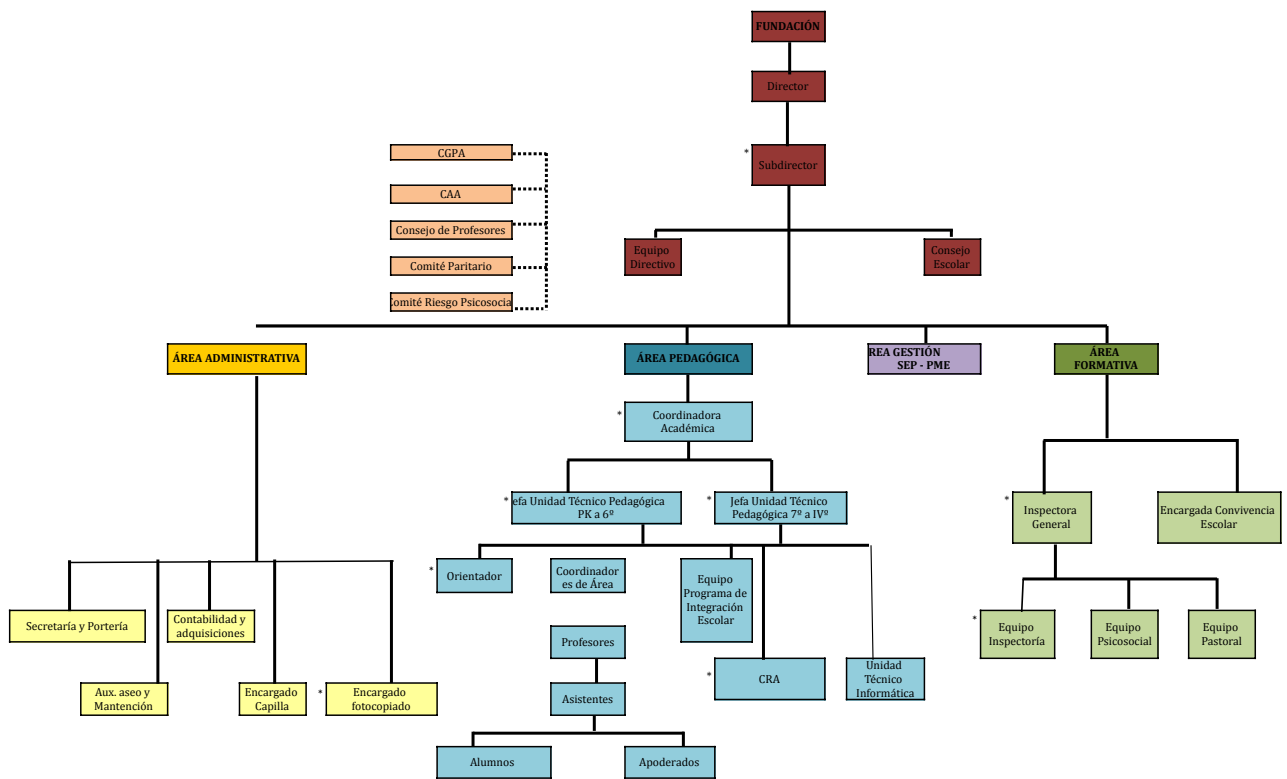 FUNDACIÓN
Director
*
Subdirector
CGPA
CAA
Consejo de Profesores
Comité Paritario
omité Riesgo Psicosocia
Equipo
Directivo
Consejo
Escolar
ÁREA ADMINISTRATIVA
ÁREA PEDAGÓGICA
REA GESTIÓN
SEP - PME
ÁREA
FORMATIVA
*
Coordinadora
Académica
*
efa Unidad Técnico Pedagógica
PK a 6º
*
Jefa Unidad Técnico
Pedagógica 7º a IVº
*
Inspectora
General
Encargada Convivencia
Escolar
*
Orientador
Coordinador
es de Área
Equipo
Programa de
Integración
Escolar
Secretaría y Portería
Contabilidad y
adquisiciones
Profesores
*
Equipo
Inspectoría
Equipo
Psicosocial
Equipo
Pastoral
Aux. aseo y
Mantención
Encargado
Capilla
*
Encargado
fotocopiado
Asistentes
*
CRA
Unidad
Técnico
Informática
Alumnos
Apoderados